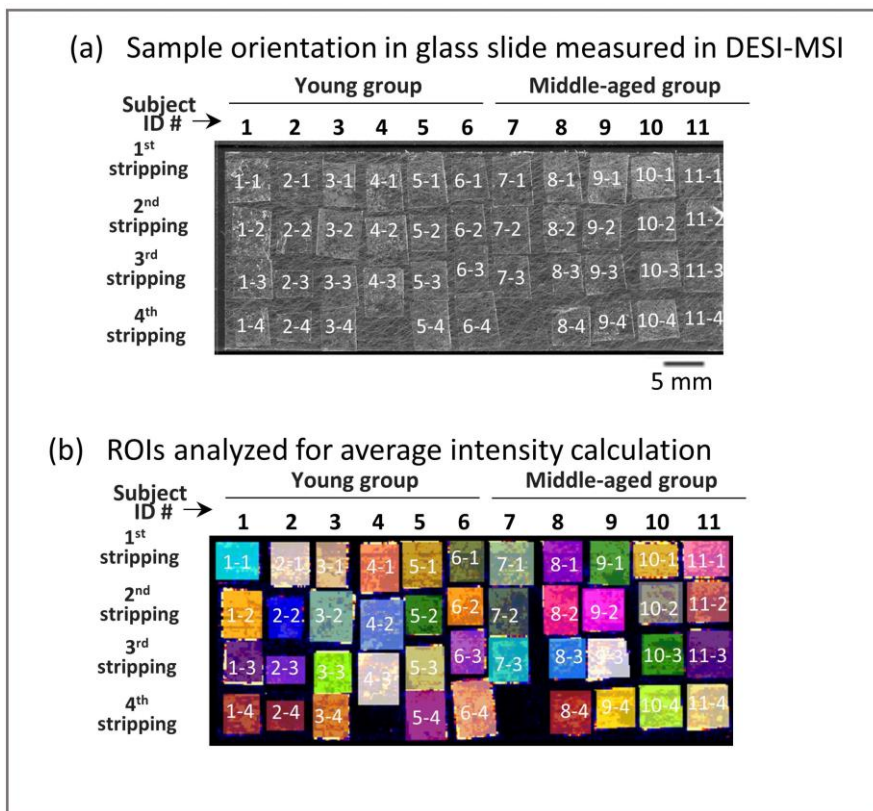 (a) Sample orientation in glass slide measured in DESI-MSI
Young group Middle-aged group
Subject
ID # 1 2 3 4 5 6 7 8 9 10 11
1st
stripping 1-1 2-1 3-1 4-1 5-1 6-1 7-1 8-1 9-1 10-1 11-1
2nd
stripping 1-2 2-2 3-2 4-2 5-2 6-2 7-2 8-2 9-2 10-2 11-2
3rd
stripping 1-3 2-3 3-3 4-3 5-3 6-3 7-3 8-3 9-3 10-3 11-3
4th
stripping 1-4 2-4 3-4 5-4 6-4 8-4 9-4 10-4 11-4
5 mm
(b) ROIs analyzed for average intensity calculation
Young group Middle-aged group
Subject
ID # 1 2 3 4 5 6 7 8 9 10 11
1st
stripping 1-1 2-1 3-1 4-1 5-1 6-1 7-1 8-1 9-1 10-1 11-1
2nd
stripping 1-2 2-2 3-2 4-2 5-2 6-2 7-2 8-2 9-2 10-2 11-2
3rd
stripping 1-3 2-3 3-3 4-3 5-3 6-3 7-3 8-3 9-3 10-3 11-3
4th
stripping 1-4 2-4 3-4 5-4 6-4 8-4 9-4 10-4 11-4